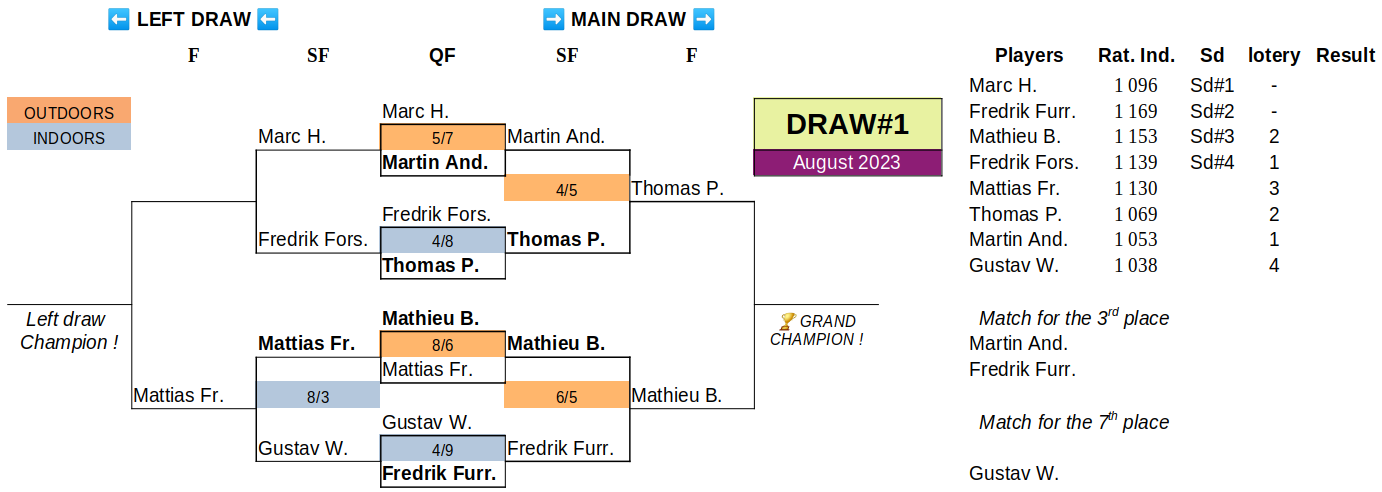 ⬅ LEFT DRAW ⬅ ➡ MAIN DRAW ➡
F SF QF SF F Players Rat. Ind. Sd lotery Result
Marc H. 1 096 Sd#1 -
OUTDOORS Marc H. Fredrik Furr. 1 169 Sd#2 -
INDOORS Marc H. 5/7 Martin And. DRAW#1 Mathieu B. 1 153 Sd#3 2
Martin And. August 2023 Fredrik Fors. 1 139 Sd#4 1
4/5 Thomas P. Mattias Fr. 1 130 3
Fredrik Fors. Thomas P. 1 069 2
Fredrik Fors. 4/8 Thomas P. Martin And. 1 053 1
Thomas P. Gustav W. 1 038 4
Left draw Mathieu B. 🏆 GRAND Match for the 3rd place
Champion ! Mattias Fr. 8/6 Mathieu B. CHAMPION ! Martin And.
Mattias Fr. Fredrik Furr.
Mattias Fr. 8/3 6/5 Mathieu B.
Gustav W. Match for the 7th place
Gustav W. 4/9 Fredrik Furr.
Fredrik Furr. Gustav W.